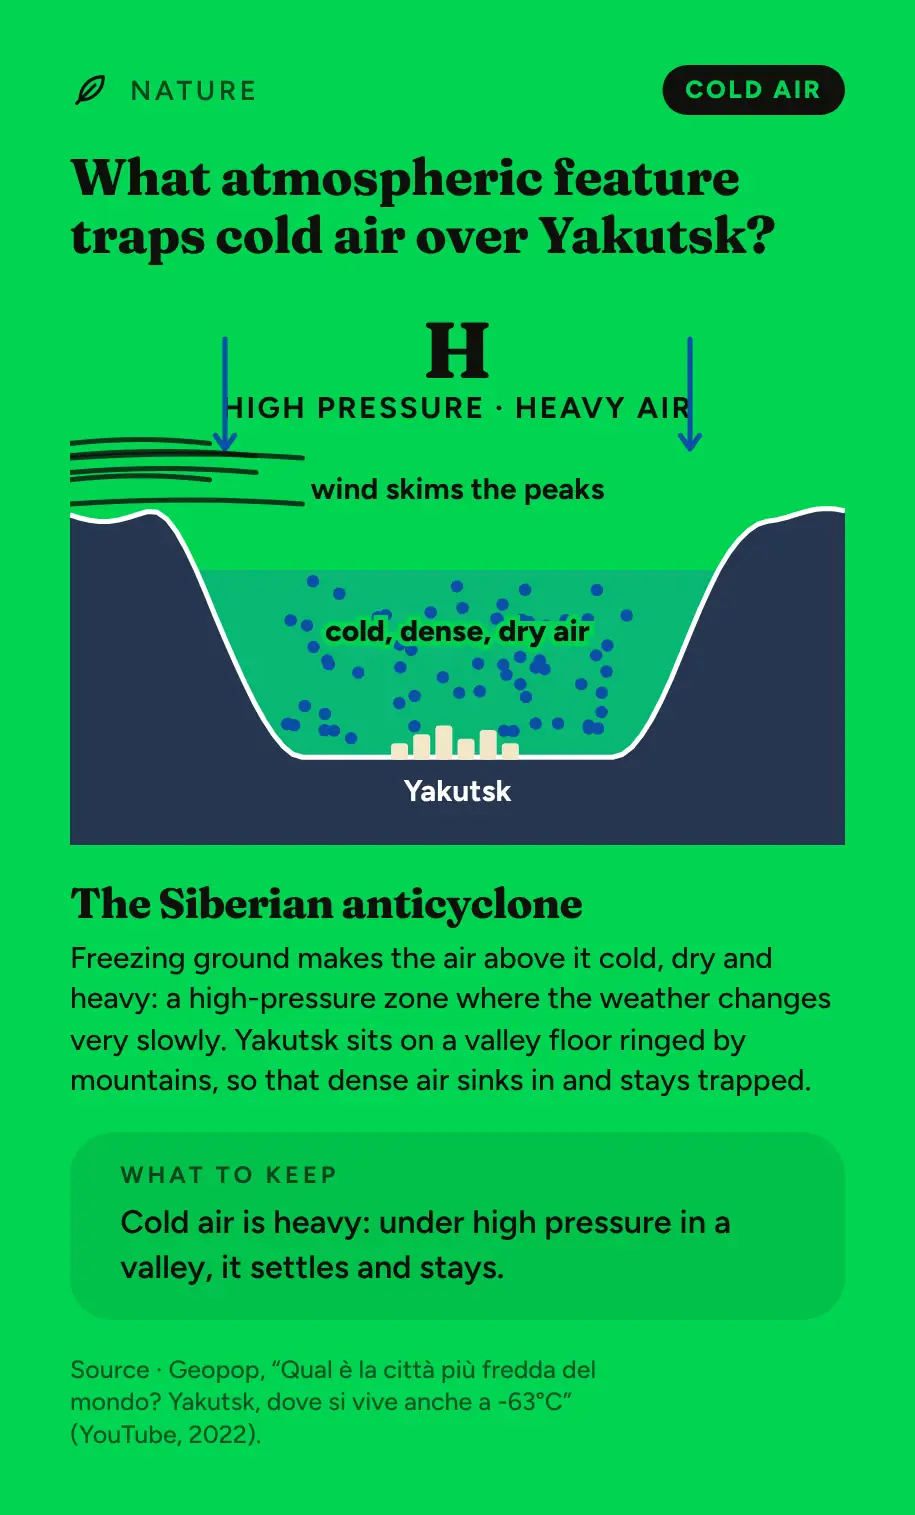 NATURE
COLD AIR
What atmospheric feature
traps cold air over Yakutsk?
H
HIGH PRESSURE · HEAVY AIR
wind skims the peaks
cold, dense, dry air
Yakutsk
The Siberian anticyclone
Freezing ground makes the air above it cold, dry and
heavy: a high-pressure zone where the weather changes
very slowly. Yakutsk sits on a valley floor ringed by
mountains, so that dense air sinks in and stays trapped.
WHAT TO KEEP
Cold air is heavy: under high pressure in a
valley, it settles and stays.
Source · Geopop, “Qual è la città più fredda del
mondo? Yakutsk, dove si vive anche a -63°C”
(YouTube, 2022).